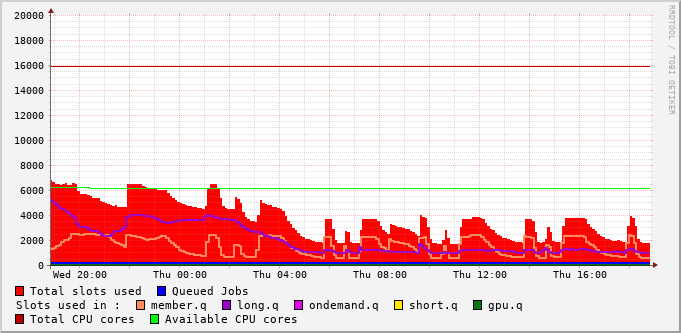 20000
18000
16000
14000
12000
10000
8000
6000
4000
2000
0
Wed 20:00 Thu 00:00 Thu 04:00 Thu 08:00 Thu 12:00 Thu 16:00
RRDTOOL / TOBI OETIKER
Total slots used Queued Jobs
Slots used in : member.q long.q ondemand.q short.q gpu.q
Total CPU cores Available CPU cores